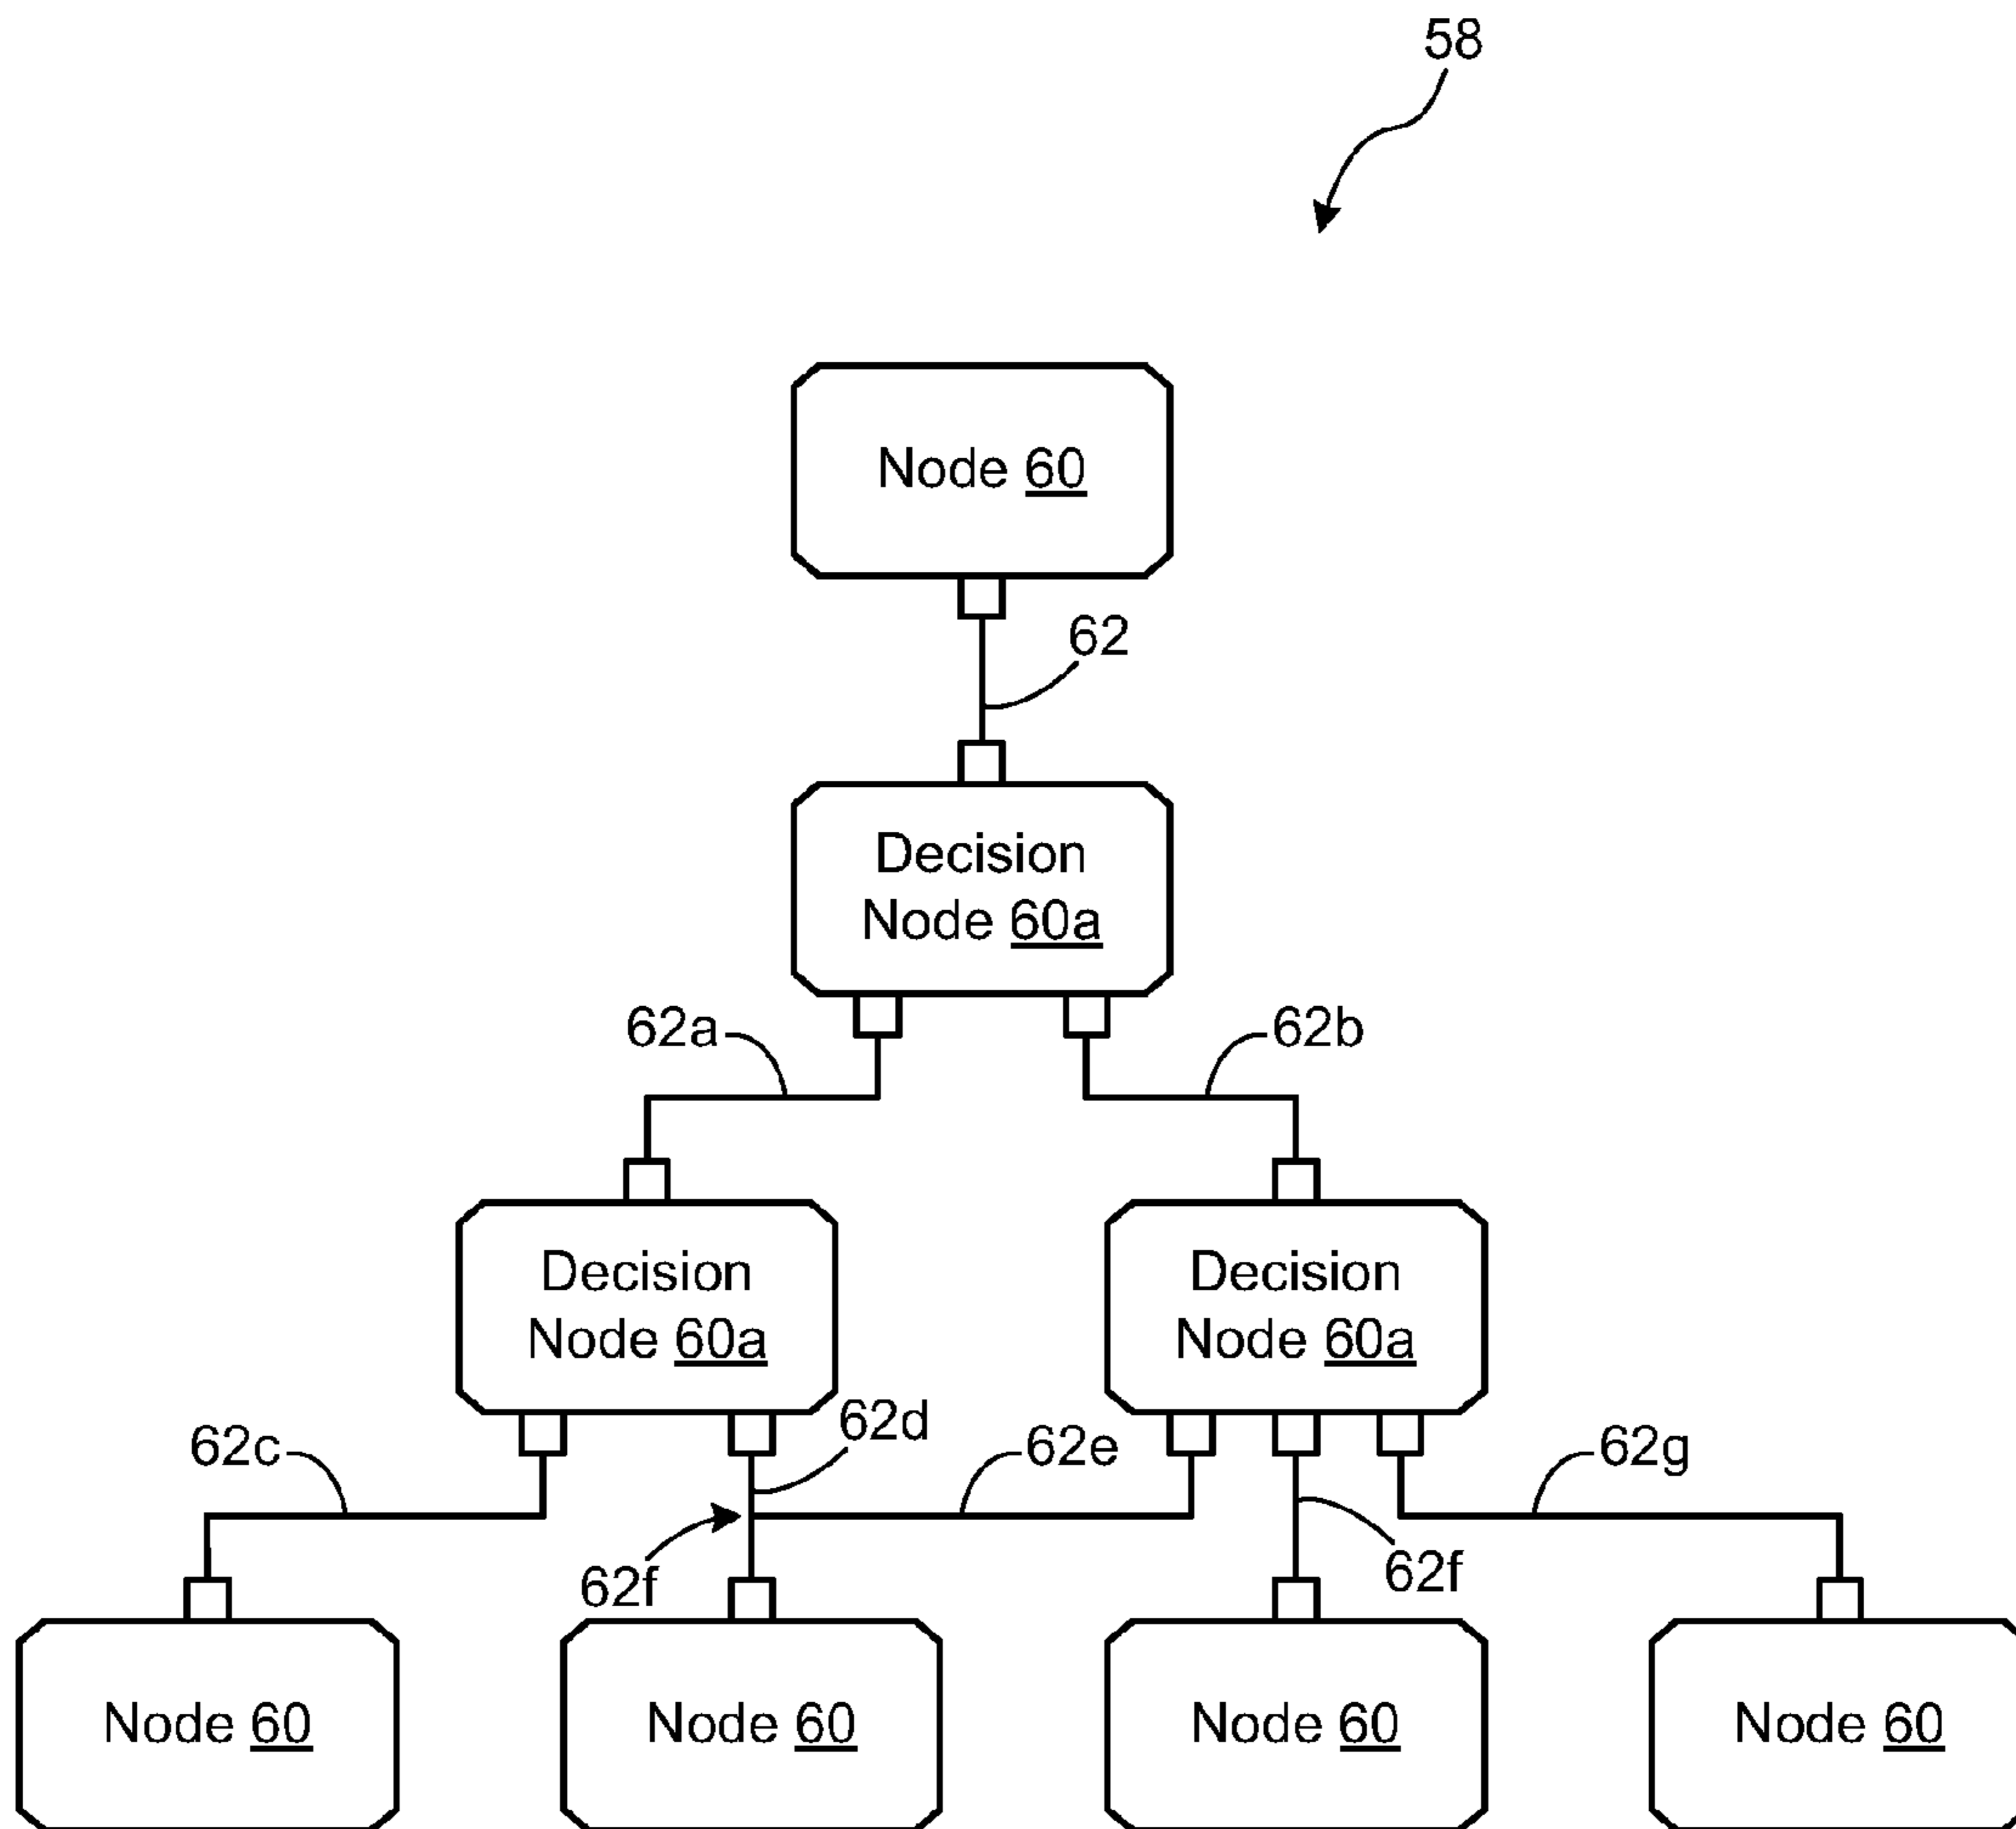 58
Node 60
62
Decision
Node 60a
62a
62b
Decision
Node 60a
Decision
Node 60a
62c
62d
62e
62g
62f
62f
Node 60
Node 60
Node 60
Node 60